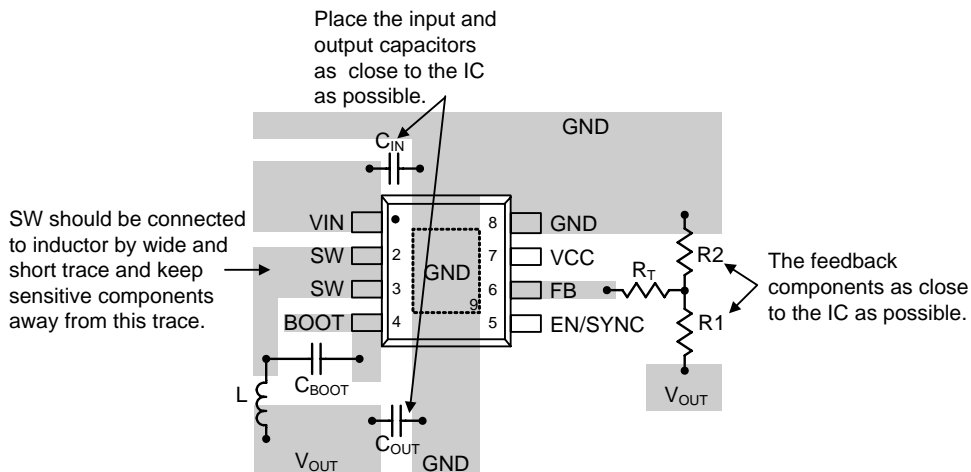 Place the input and
output capacitors
as close to the IC
as possible.
GND
CIN
SW should be connected
to inductor by wide and
short trace and keep
sensitive components
away from this trace.
VIN
SW
SW
BOOT
2
3
4
GND
9
8
7
6
5
GND
VCC
FB
EN/SYNC
RT
R2
R1
The feedback
components as close
to the IC as possible.
L
CBOOT
COUT
VOUT
GND
VOUT